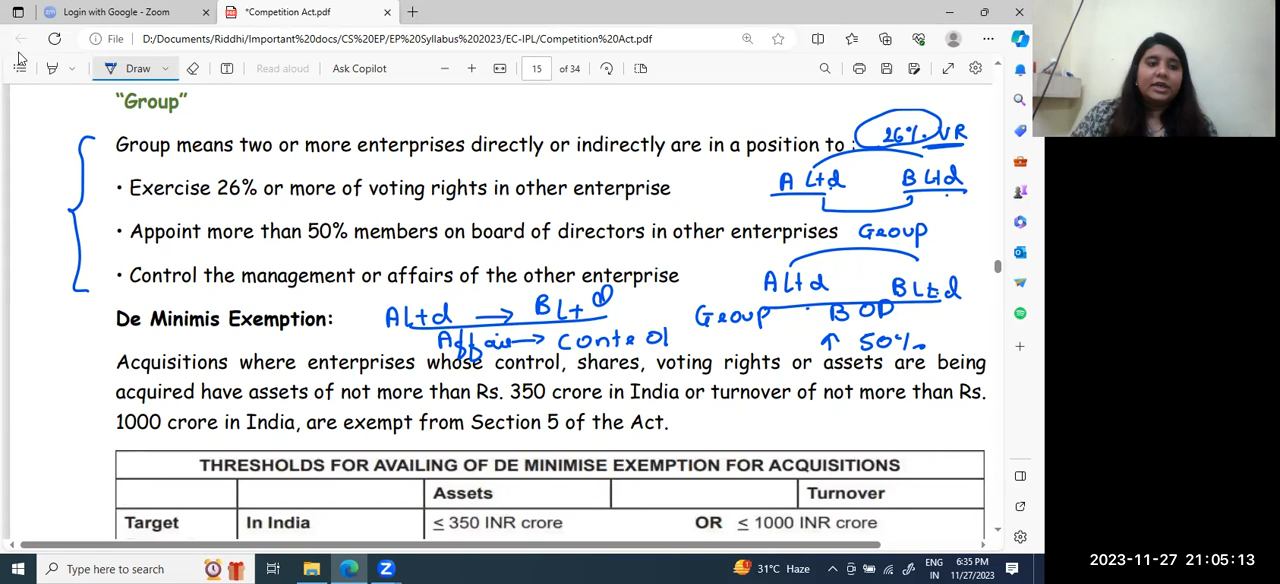 Login with Google - Zoom
*Competition Act.pdf
File
D:/Documents/Riddhi/Important%20docs/CS%20EP/EP%20Syllabus%202023/EC-IPL/Competition%20Act.pdf
Draw
Read aloud
Ask Copilot
15 of 34
"Group"
Group means two or more enterprises directly or indirectly are in a position to :
26% VR
• Exercise 26% or more of voting rights in other enterprise
A Ltd B Ltd
• Appoint more than 50% members on board of directors in other enterprises
Group
• Control the management or affairs of the other enterprise
A Ltd B Ltd
De Minimis Exemption:
A Ltd → B Ltd
Group BOD
Affair → Control
↑ 50%
Acquisitions where enterprises whose control, shares, voting rights or assets are being
acquired have assets of not more than Rs. 350 crore in India or turnover of not more than Rs.
1000 crore in India, are exempt from Section 5 of the Act.
THRESHOLDS FOR AVAILING OF DE MINIMISE EXEMPTION FOR ACQUISITIONS
Assets Turnover
Target In India ≤ 350 INR crore OR ≤ 1000 INR crore
Type here to search
31°C Haze
ENG
IN
6:35 PM
11/27/2023
2023-11-27 21:05:13